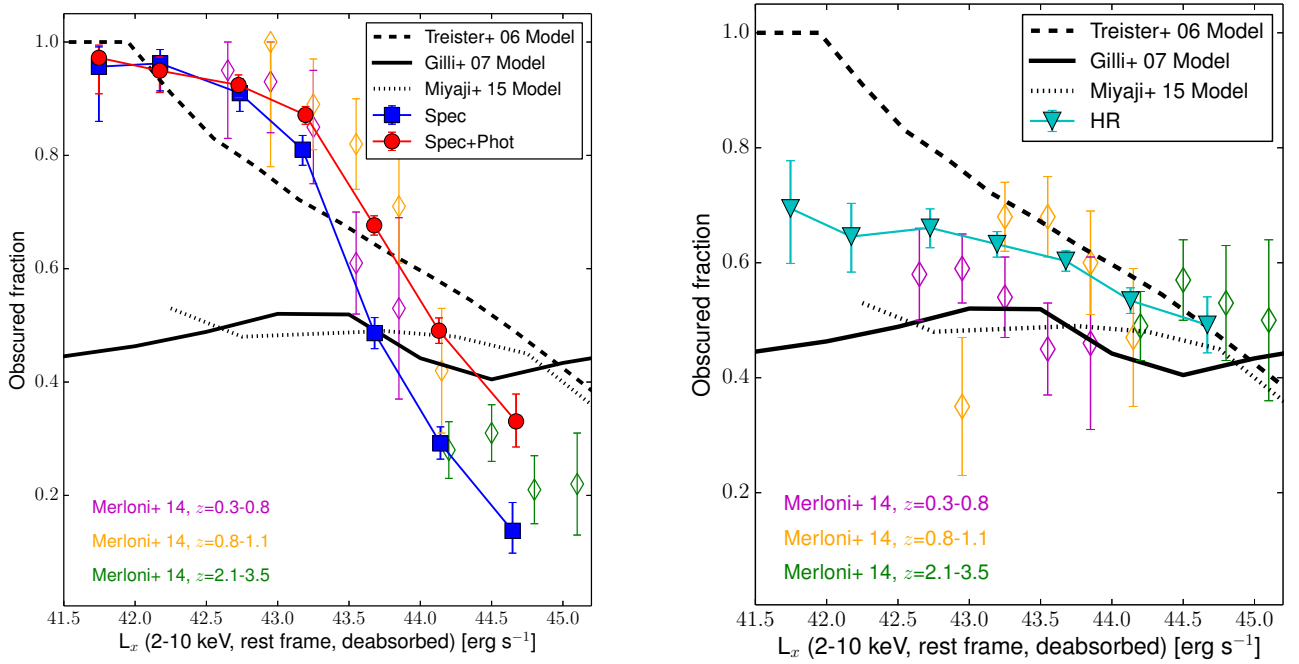 Treister+ 06 Model
Gilli+ 07 Model
Miyaji+ 15 Model
Spec
Spec+Phot
Obscured fraction
1.0
0.8
0.6
0.4
0.2
Merloni+ 14, z=0.3-0.8
Merloni+ 14, z=0.8-1.1
Merloni+ 14, z=2.1-3.5
41.5 42.0 42.5 43.0 43.5 44.0 44.5 45.0
Lx (2-10 keV, rest frame, deabsorbed) [erg s−1]
Treister+ 06 Model
Gilli+ 07 Model
Miyaji+ 15 Model
HR
Obscured fraction
1.0
0.8
0.6
0.4
0.2
Merloni+ 14, z=0.3-0.8
Merloni+ 14, z=0.8-1.1
Merloni+ 14, z=2.1-3.5
41.5 42.0 42.5 43.0 43.5 44.0 44.5 45.0
Lx (2-10 keV, rest frame, deabsorbed) [erg s−1]